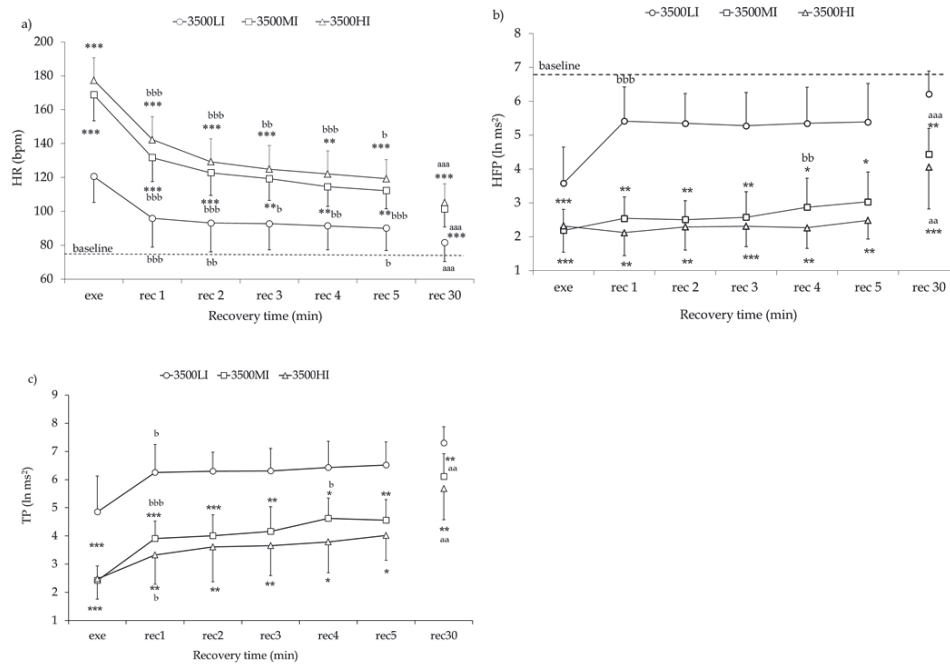 a)
3500LI 3500MI 3500HI
200
180
160
140
120
100
80
60
HR (bpm)
baseline
***
***
bbb
***
***
bbb
bbb
bbb
***
***
bbb
bb
bb
***
**b
bbb
**
**bb
b
***
**bbb
b
aaa
***
aaa
***
aaa
exe rec 1 rec 2 rec 3 rec 4 rec 5 rec 30
Recovery time (min)
b)
3500LI 3500MI 3500HI
8
7
6
5
4
3
2
1
HFP (ln ms²)
baseline
bbb
***
***
**
**
**
**
**
***
bb
*
**
*
**
aaa
**
aa
***
exe rec 1 rec 2 rec 3 rec 4 rec 5 rec 30
Recovery time (min)
c)
3500LI 3500MI 3500HI
9
8
7
6
5
4
3
2
1
TP (ln ms²)
***
***
b
bbb
***
**
b
***
**
**
**
b
*
*
**
*
**
aa
**
aa
exe rec1 rec2 rec3 rec4 rec5 rec30
Recovery time (min)